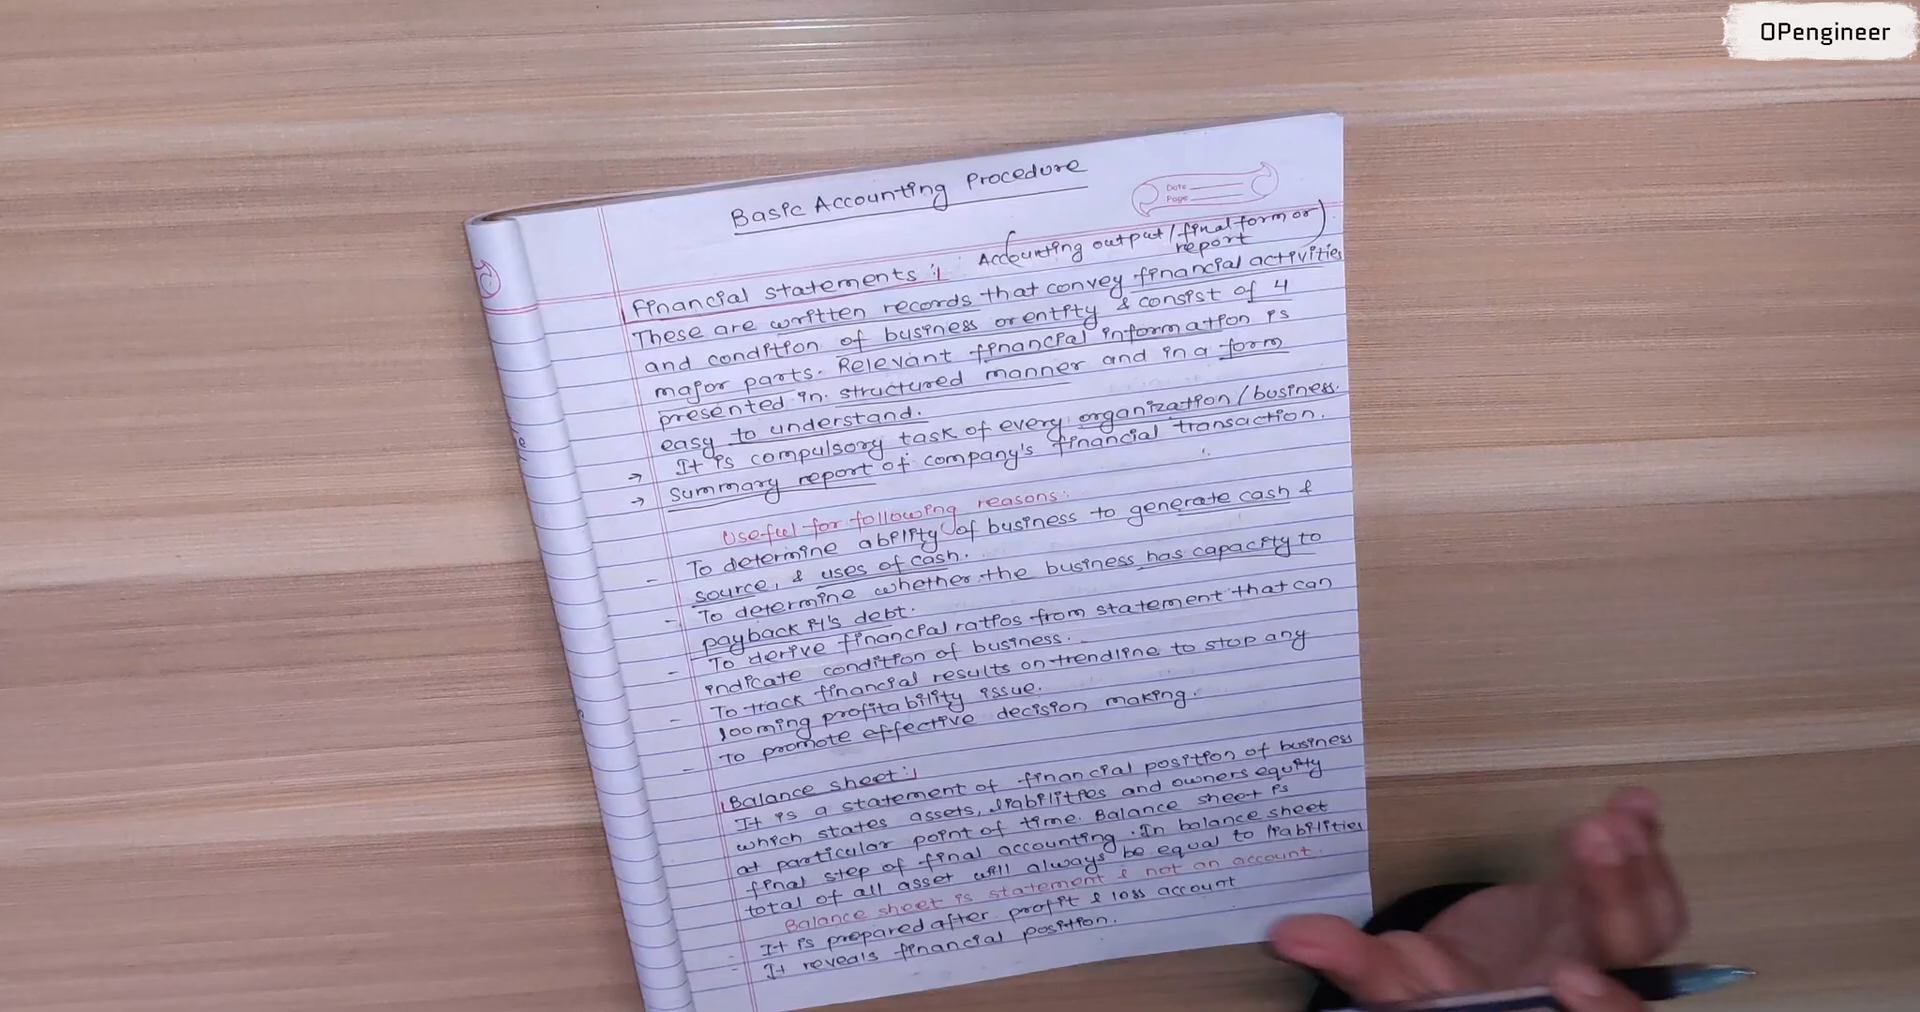 OPengineer
Basic Accounting Procedure
Date
Page
Financial statements :| (Accounting output/final form or report)
These are written records that convey financial activities
and condition of business or entity & consist of 4
major parts. Relevant financial information is
presented in structured manner and in a form
easy to understand.
→ It is compulsory task of every organization/business.
→ Summary report of company's financial transaction.
Useful for following reasons:
- To determine ability of business to generate cash &
source, & uses of cash.
- To determine whether the business has capacity to
payback it's debt.
- To derive financial ratios from statement that can
indicate condition of business.
- To track financial results on trendline to stop any
looming profitability issue.
- To promote effective decision making.
Balance sheet :|
It is a statement of financial position of business
which states assets, liabilities and owners equity
at particular point of time. Balance sheet is
final step of final accounting. In balance sheet
total of all asset will always be equal to liabilities
Balance sheet is statement & not an account.
- It is prepared after profit & loss account
- It reveals financial position.